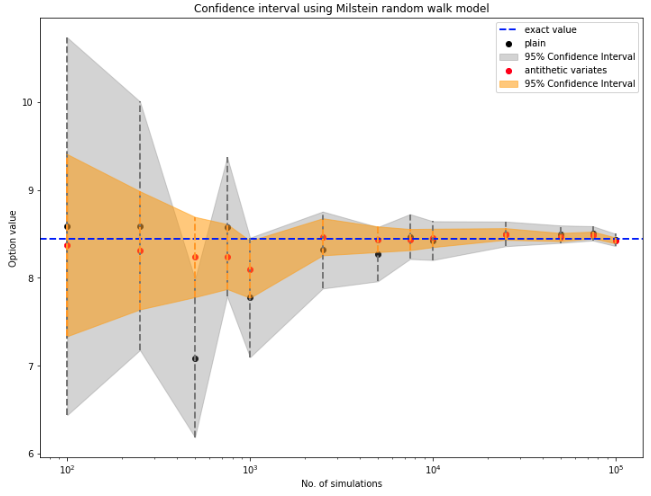 Confidence interval using Milstein random walk model
exact value
plain
95% Confidence Interval
antithetic variates
95% Confidence Interval
Option value
10
9
8
7
6
10²
10³
10⁴
10⁵
No. of simulations